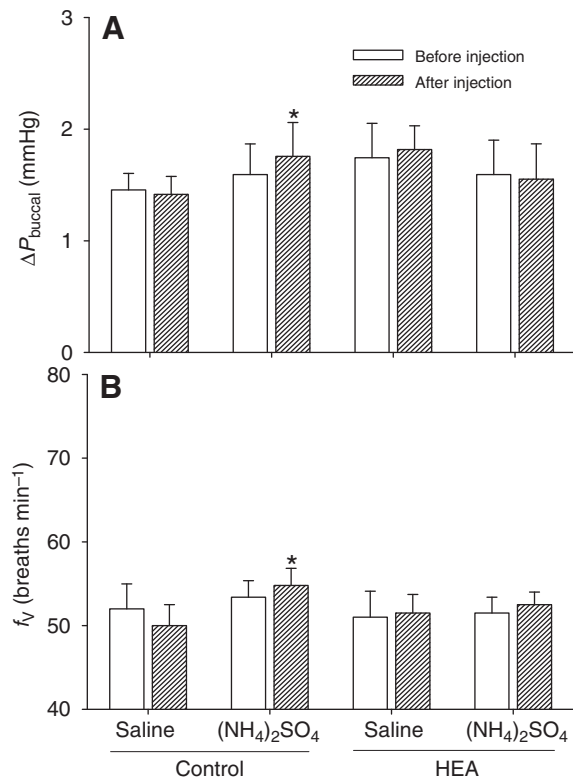 A
3
2
1
0
ΔP_buccal (mmHg)
Before injection
After injection
*
B
80
70
60
50
40
f_V (breaths min⁻¹)
*
Saline (NH₄)₂SO₄ Saline (NH₄)₂SO₄
Control HEA